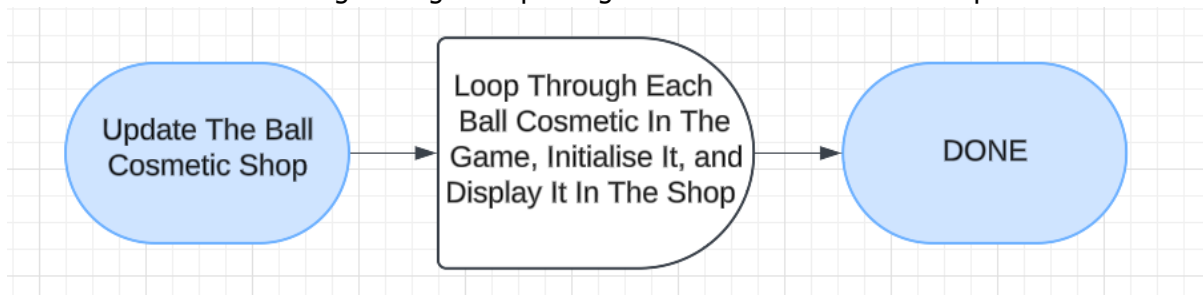 Update The Ball
Cosmetic Shop
Loop Through Each
Ball Cosmetic In The
Game, Initialise It, and
Display It In The Shop
DONE